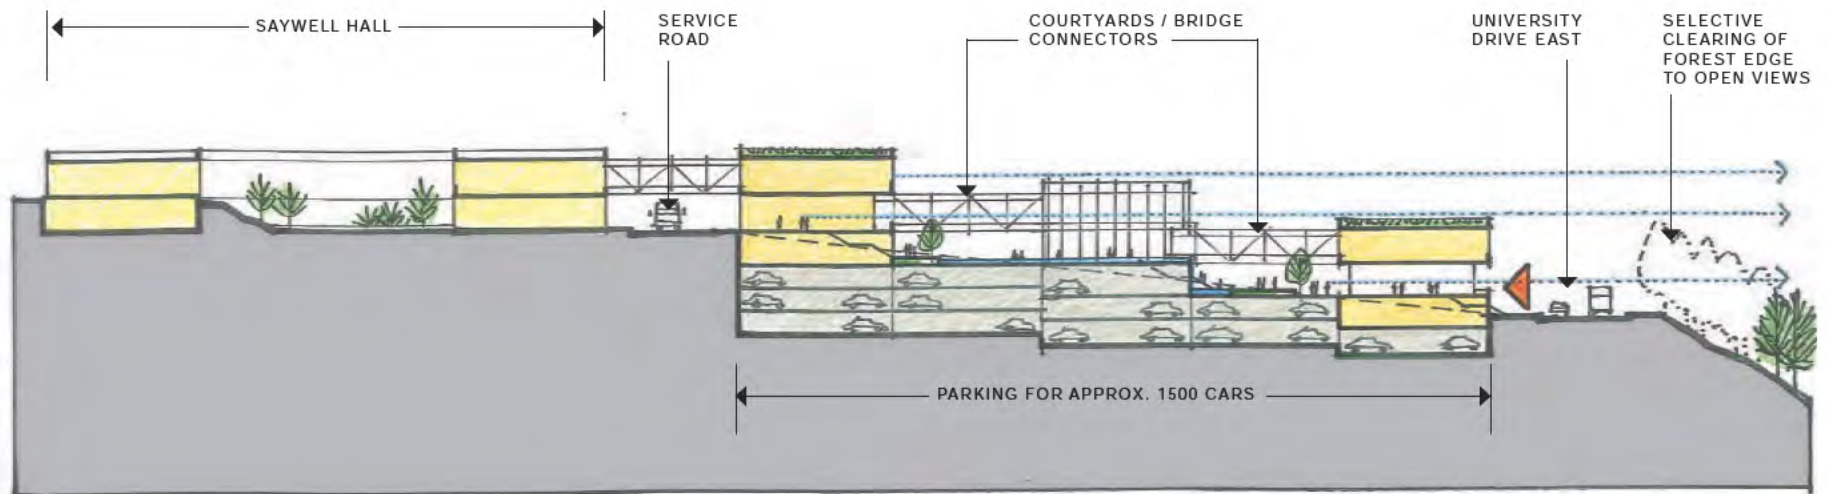 SAYWELL HALL
SERVICE
ROAD
COURTYARDS / BRIDGE
CONNECTORS
UNIVERSITY
DRIVE EAST
SELECTIVE
CLEARING OF
FOREST EDGE
TO OPEN VIEWS
PARKING FOR APPROX. 1500 CARS